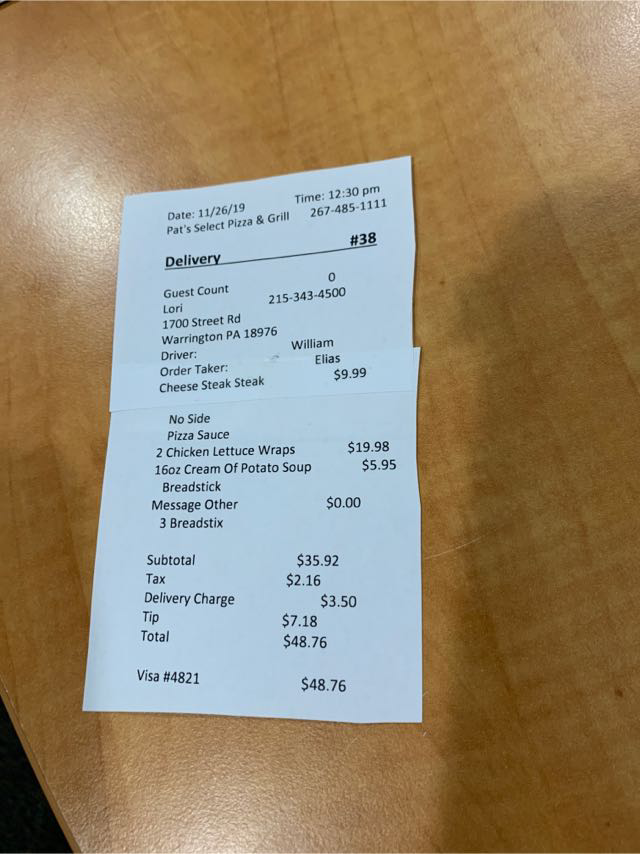 Date: 11/26/19 Time: 12:30 pm
Pat's Select Pizza & Grill 267-485-1111
Delivery #38
Guest Count 0
Lori 215-343-4500
1700 Street Rd
Warrington PA 18976
Driver: William
Order Taker: Elias
Cheese Steak Steak $9.99
No Side
Pizza Sauce
2 Chicken Lettuce Wraps $19.98
16oz Cream Of Potato Soup $5.95
Breadstick
Message Other $0.00
3 Breadstix
Subtotal $35.92
Tax $2.16
Delivery Charge $3.50
Tip $7.18
Total $48.76
Visa #4821 $48.76